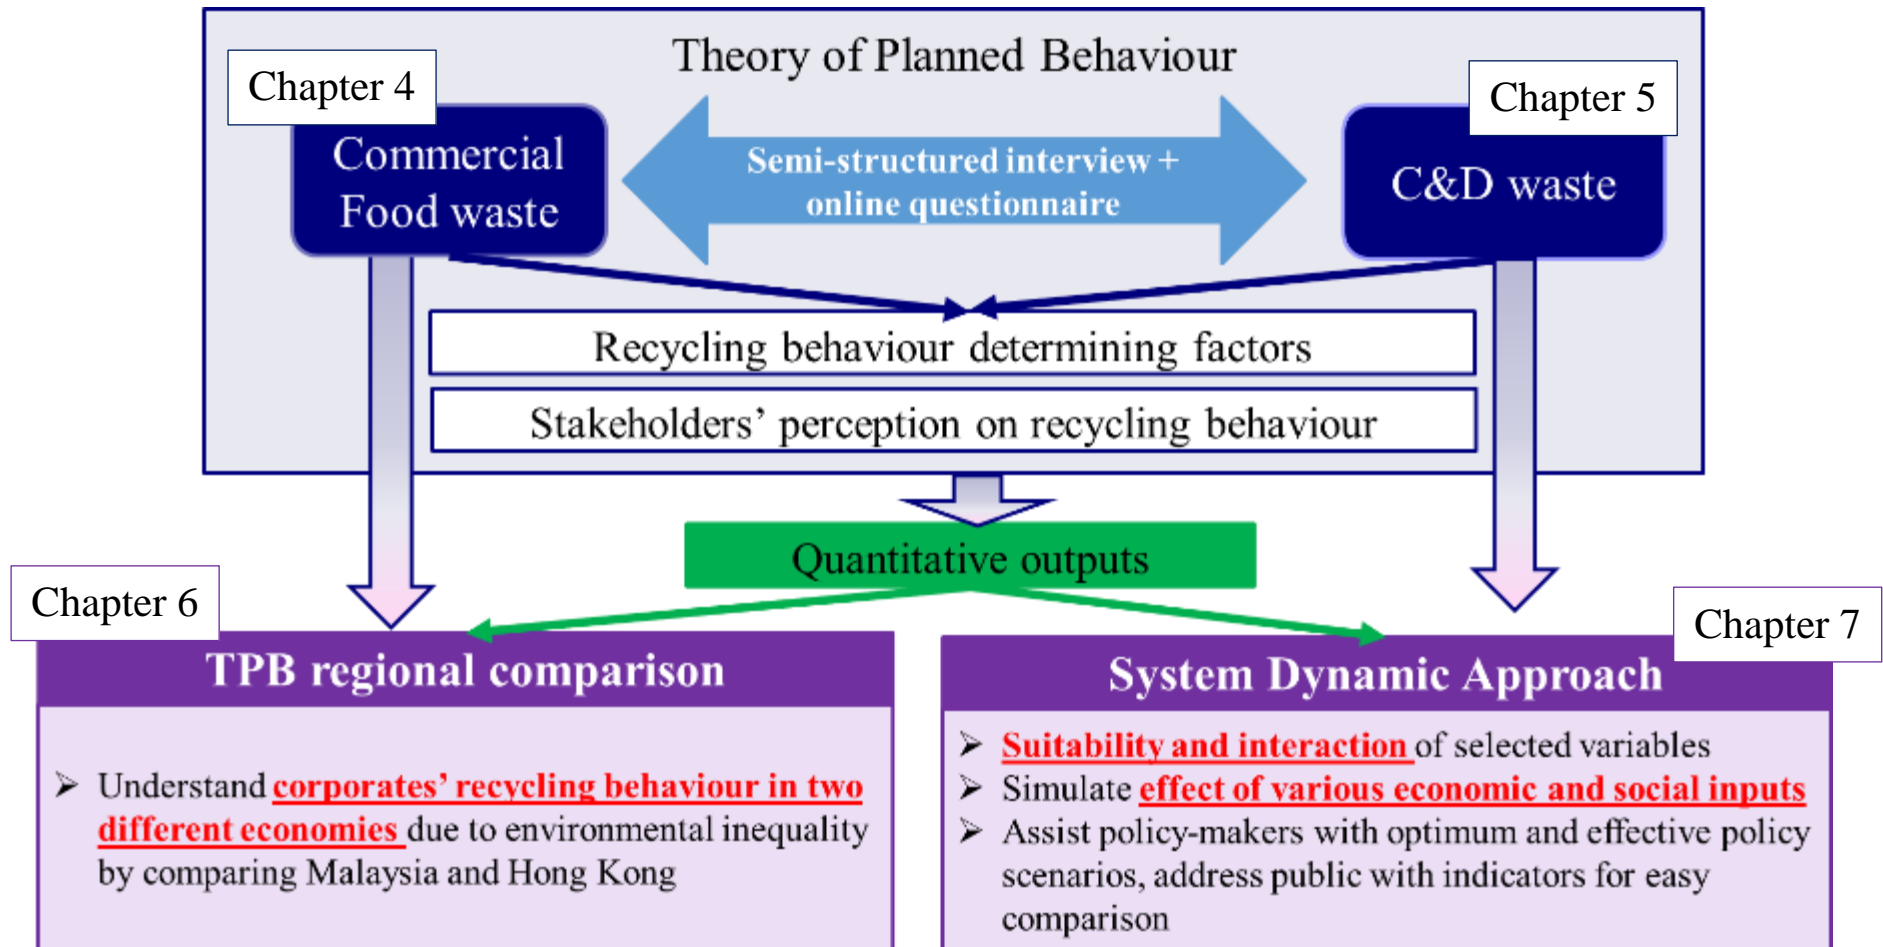 Theory of Planned Behaviour
Chapter 4
Chapter 5
Commercial
Food waste
Semi-structured interview +
online questionnaire
C&D waste
Recycling behaviour determining factors
Stakeholders’ perception on recycling behaviour
Quantitative outputs
Chapter 6
TPB regional comparison
➢ Understand corporates’ recycling behaviour in two
different economies due to environmental inequality
by comparing Malaysia and Hong Kong
Chapter 7
System Dynamic Approach
➢ Suitability and interaction of selected variables
➢ Simulate effect of various economic and social inputs
➢ Assist policy-makers with optimum and effective policy
scenarios, address public with indicators for easy
comparison